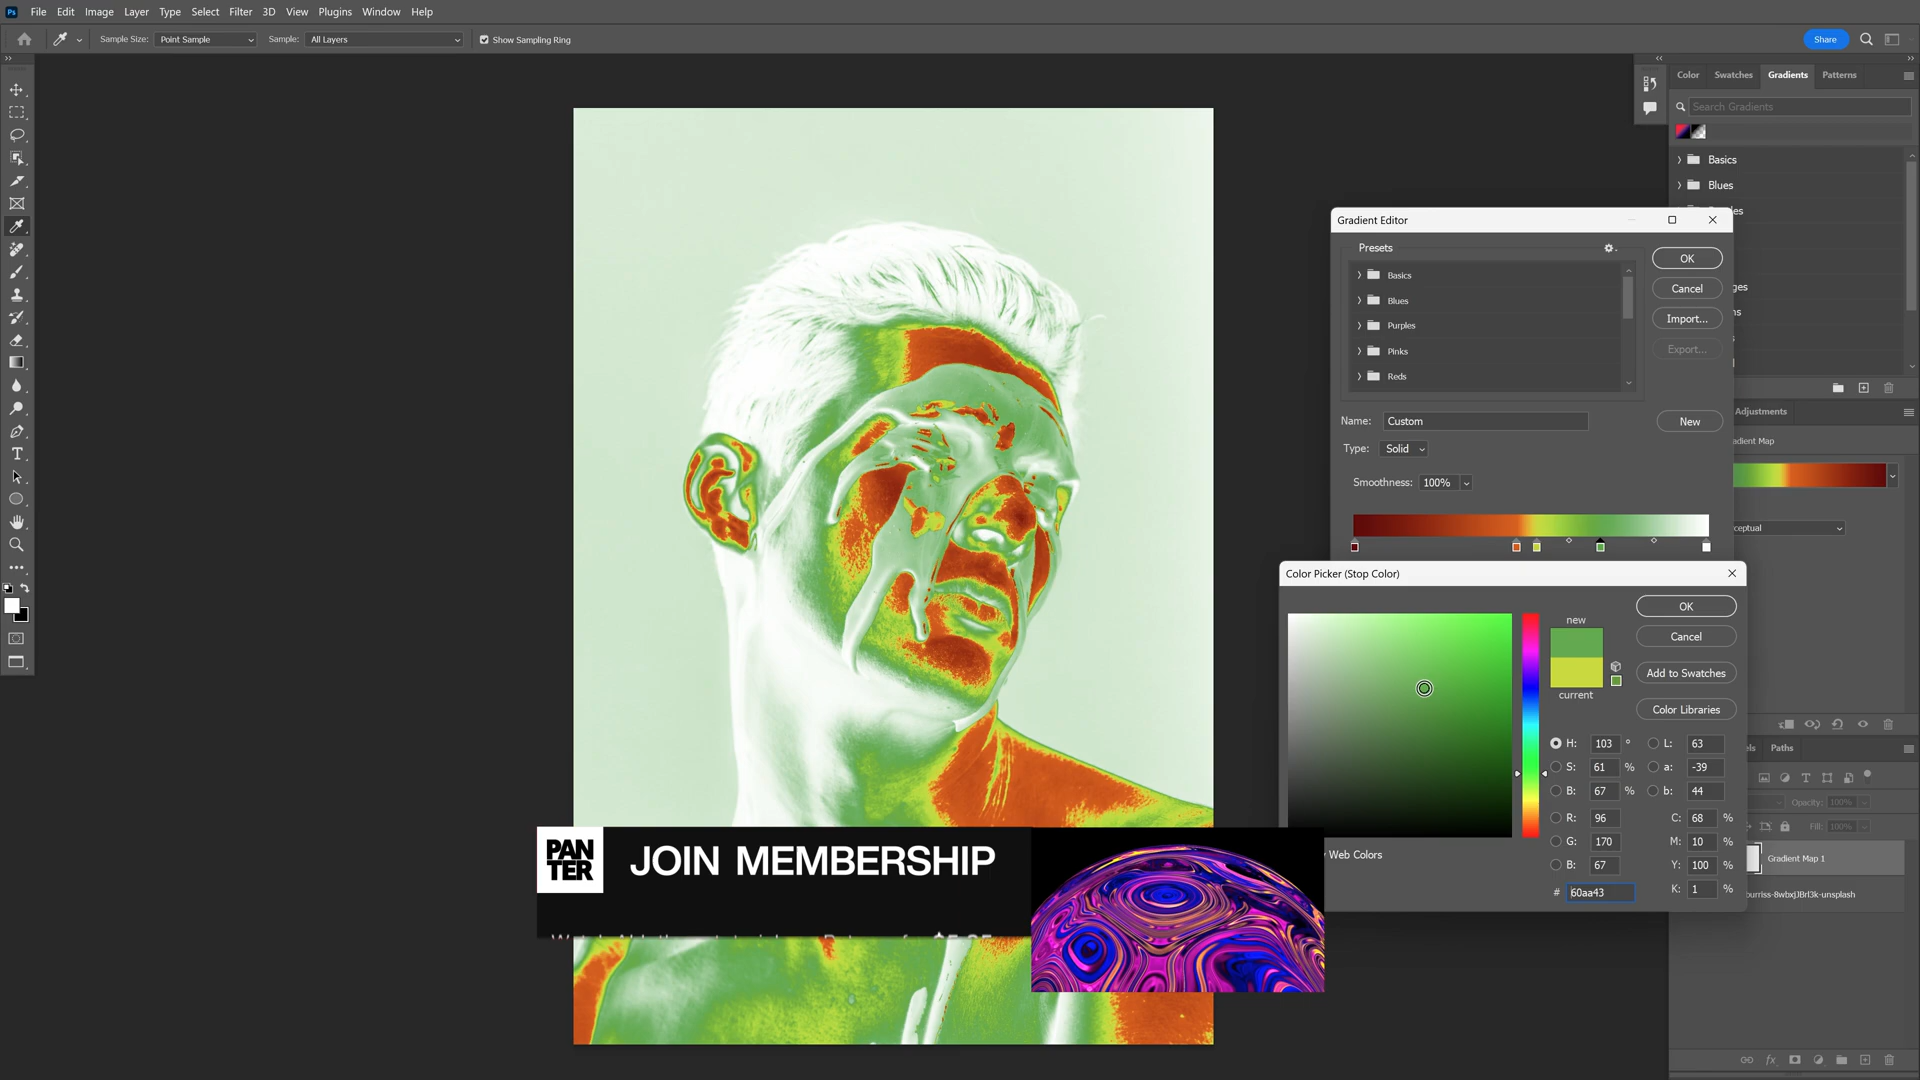 Ps File Edit Image Layer Type Select Filter 3D View Plugins Window Help
Sample Size: Point Sample Sample: All Layers Show Sampling Ring Share
Color Swatches Gradients Patterns
Search Gradients
Basics
Blues
Gradient Editor
Presets
Basics
Blues
Purples
Pinks
Reds
OK
Cancel
Import...
Export...
Name: Custom New
Type: Solid
Smoothness: 100%
Adjustments
adient Map
ceptual
Color Picker (Stop Color)
new
current
OK
Cancel
Add to Swatches
Color Libraries
H: 103 ° L: 63
S: 61 % a: -39
B: 67 % b: 44
R: 96 C: 68 %
G: 170 M: 10 %
B: 67 Y: 100 %
# 60aa43 K: 1 %
Web Colors
els Paths
Opacity: 100%
Fill: 100%
Gradient Map 1
burriss-8wbxjJBrl3k-unsplash
PAN
TER
JOIN MEMBERSHIP